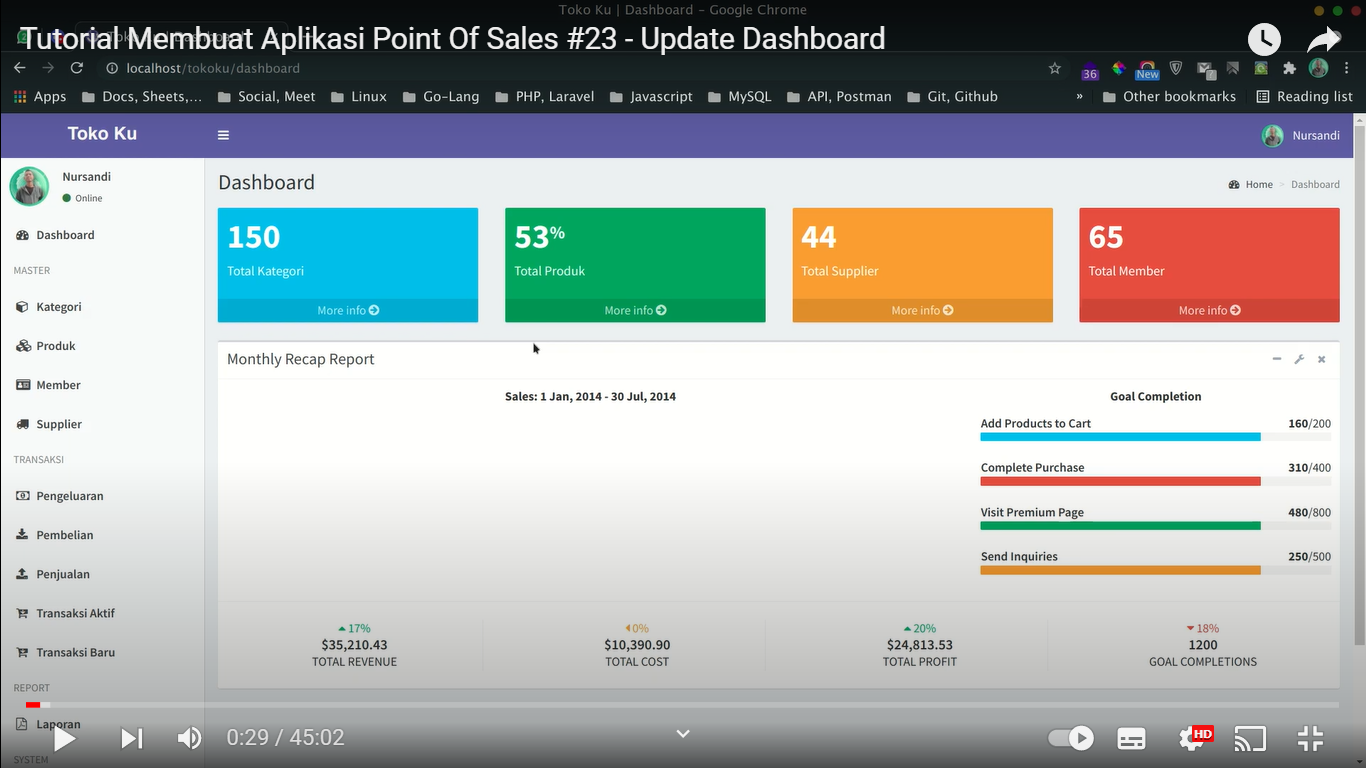 Toko Ku | Dashboard - Google Chrome
Tutorial Membuat Aplikasi Point Of Sales #23 - Update Dashboard
localhost/tokoku/dashboard
36
New
Apps
Docs, Sheets,...
Social, Meet
Linux
Go-Lang
PHP, Laravel
Javascript
MySQL
API, Postman
Git, Github
»
Other bookmarks
Reading list
Toko Ku
Nursandi
Nursandi
Online
Dashboard
MASTER
Kategori
Produk
Member
Supplier
TRANSAKSI
Pengeluaran
Pembelian
Penjualan
Transaksi Aktif
Transaksi Baru
REPORT
Laporan
SYSTEM
Dashboard
Home > Dashboard
150
Total Kategori
More info
53%
Total Produk
More info
44
Total Supplier
More info
65
Total Member
More info
Monthly Recap Report
Sales: 1 Jan, 2014 - 30 Jul, 2014
Goal Completion
Add Products to Cart 160/200
Complete Purchase 310/400
Visit Premium Page 480/800
Send Inquiries 250/500
17%
$35,210.43
TOTAL REVENUE
0%
$10,390.90
TOTAL COST
20%
$24,813.53
TOTAL PROFIT
18%
1200
GOAL COMPLETIONS
0:29 / 45:02
HD